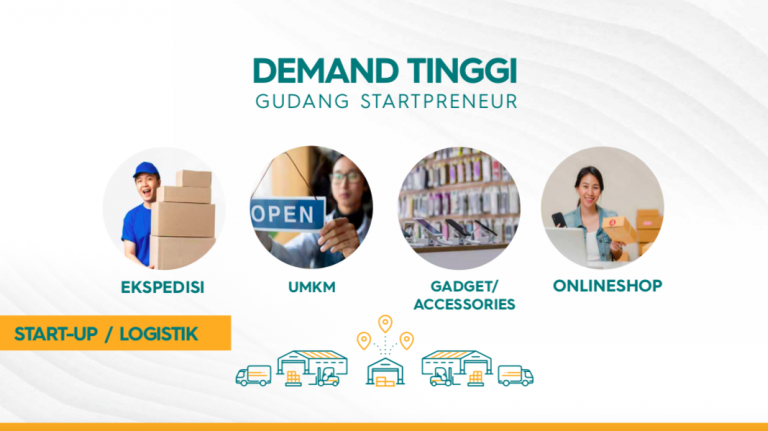 DEMAND TINGGI
GUDANG STARTPRENEUR
OPEN
EKSPEDISI
UMKM
GADGET/
ACCESSORIES
ONLINESHOP
START-UP / LOGISTIK